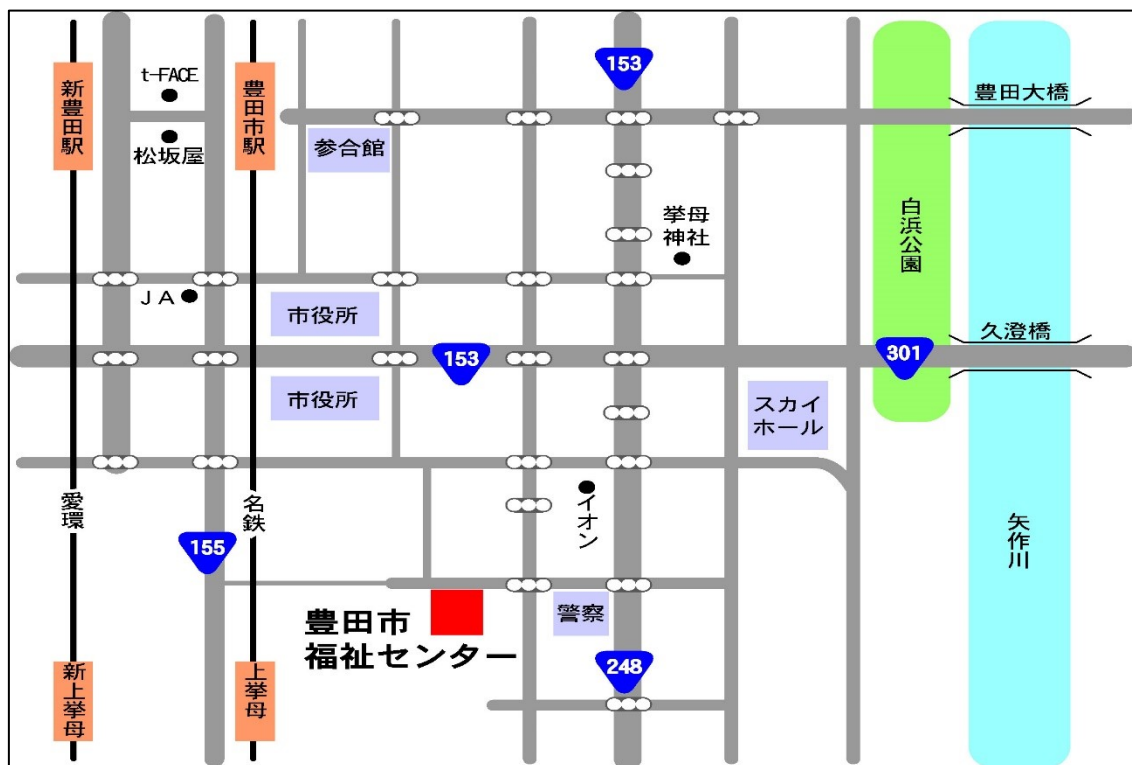 153
t-FACE
新豊田駅
豊田市駅
豊田大橋
松坂屋
参合館
挙母
神社
白浜公園
JA
市役所
久澄橋
153
301
市役所
スカイ
ホール
愛環
名鉄
イオン
矢作川
155
豊田市
福祉センター
警察
248
新上挙母
上挙母